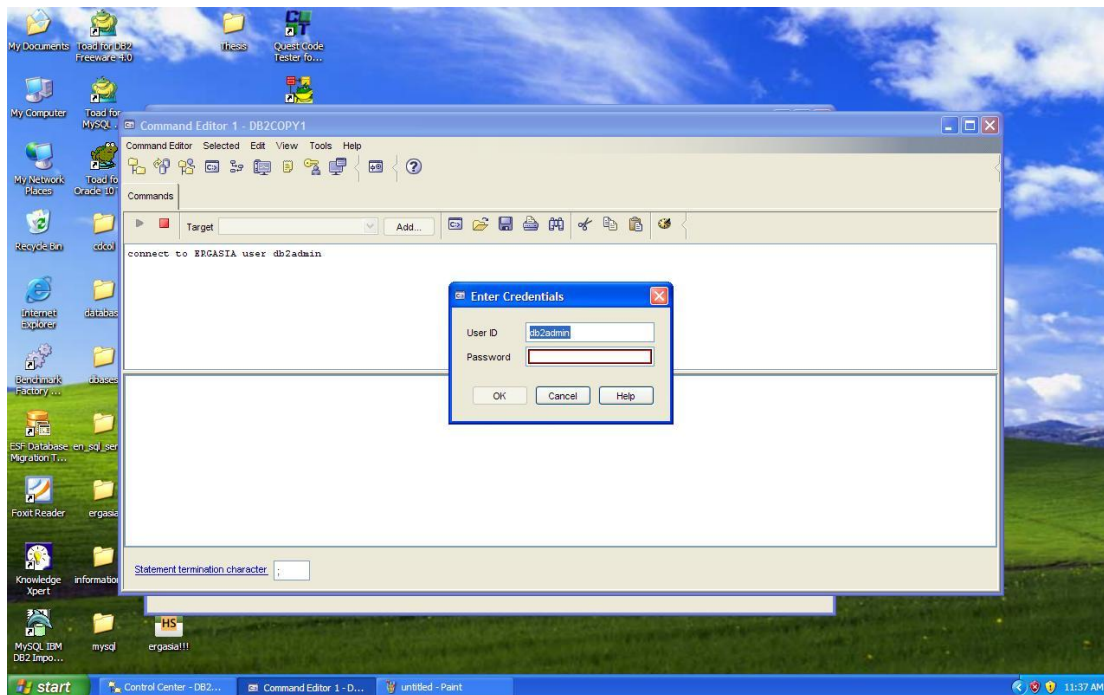 My Documents
Toad for DB2
Freeware 4.0
Thesis
Quest Code
Tester fo...
My Computer
Toad for
MySQL
Command Editor 1 - DB2COPY1
Command Editor Selected Edit View Tools Help
My Network
Places
Toad fo
Oracle 10
Commands
Target
Add...
Recycle Bin
cdcol
connect to ERGASIA user db2admin
Internet
Explorer
databas
Enter Credentials
User ID
db2admin
Password
OK
Cancel
Help
Benchmark
Factory ...
dbases
ESF Database
Migration T...
en_sql_ser
Foxit Reader
ergasia
Knowledge
Xpert
information
Statement termination character
;
MySQL IBM
DB2 Impo...
mysql
HS
ergasia!!!
start
Control Center - DB2...
Command Editor 1 - D...
untitled - Paint
11:37 AM